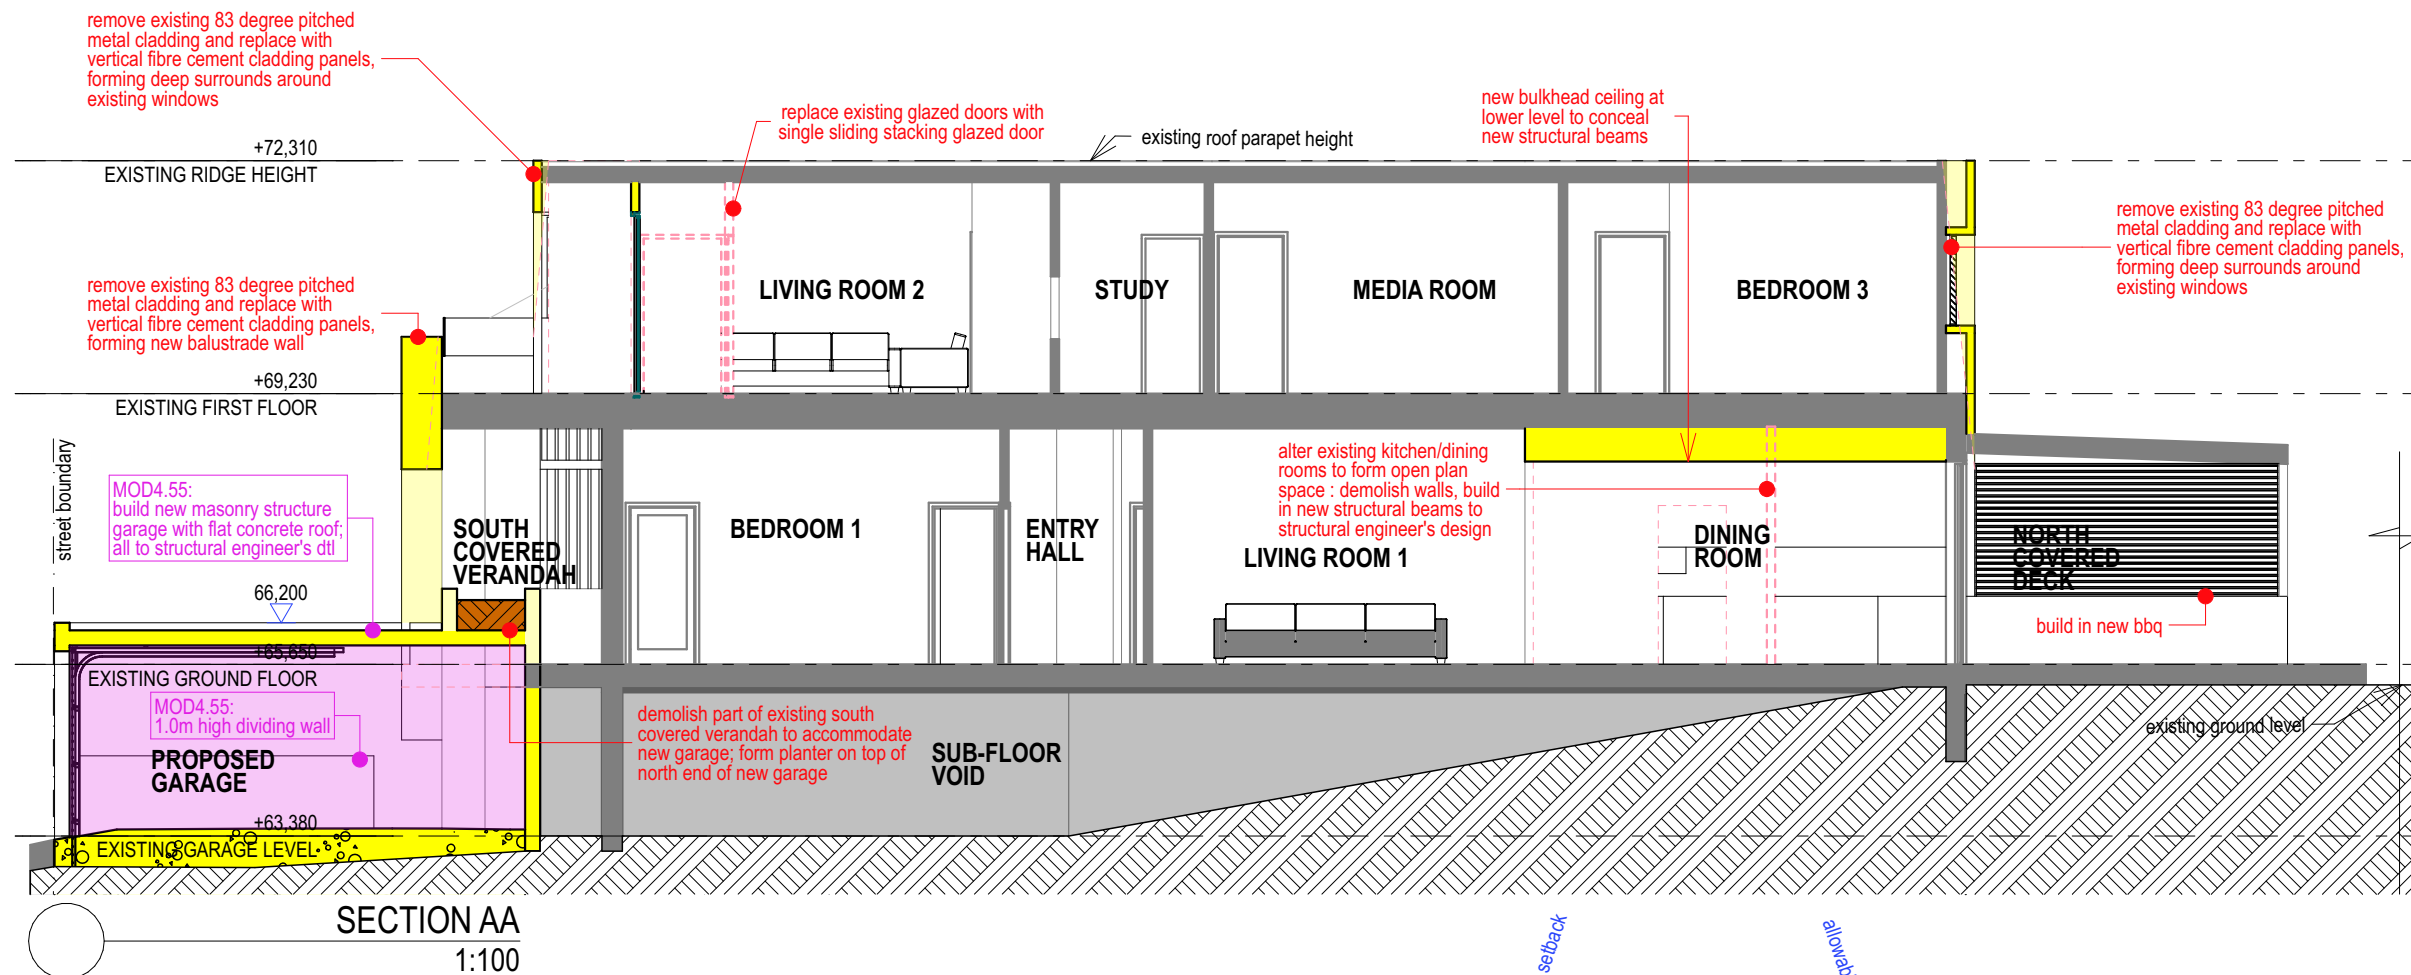 remove existing 83 degree pitched
metal cladding and replace with
vertical fibre cement cladding panels,
forming deep surrounds around
existing windows
replace existing glazed doors with
single sliding stacking glazed door
existing roof parapet height
new bulkhead ceiling at
lower level to conceal
new structural beams
+72,310
EXISTING RIDGE HEIGHT
remove existing 83 degree pitched
metal cladding and replace with
vertical fibre cement cladding panels,
forming deep surrounds around
existing windows
remove existing 83 degree pitched
metal cladding and replace with
vertical fibre cement cladding panels,
forming new balustrade wall
LIVING ROOM 2
STUDY
MEDIA ROOM
BEDROOM 3
+69,230
EXISTING FIRST FLOOR
street boundary
MOD4.55:
build new masonry structure
garage with flat concrete roof;
all to structural engineer's dtl
SOUTH
COVERED
VERANDAH
BEDROOM 1
ENTRY
HALL
alter existing kitchen/dining
rooms to form open plan
space : demolish walls, build
in new structural beams to
structural engineer's design
LIVING ROOM 1
DINING
ROOM
NORTH
COVERED
DECK
66,200
build in new bbq
+65,650
EXISTING GROUND FLOOR
MOD4.55:
1.0m high dividing wall
PROPOSED
GARAGE
demolish part of existing south
covered verandah to accommodate
new garage; form planter on top of
north end of new garage
SUB-FLOOR
VOID
existing ground level
+63,380
EXISTING GARAGE LEVEL
SECTION AA
1:100
setback